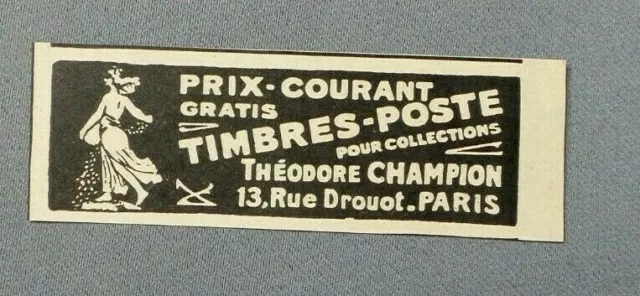 PRIX-COURANT
GRATIS
TIMBRES-POSTE
POUR COLLECTIONS
THÉODORE CHAMPION
13, Rue Drouot. PARIS